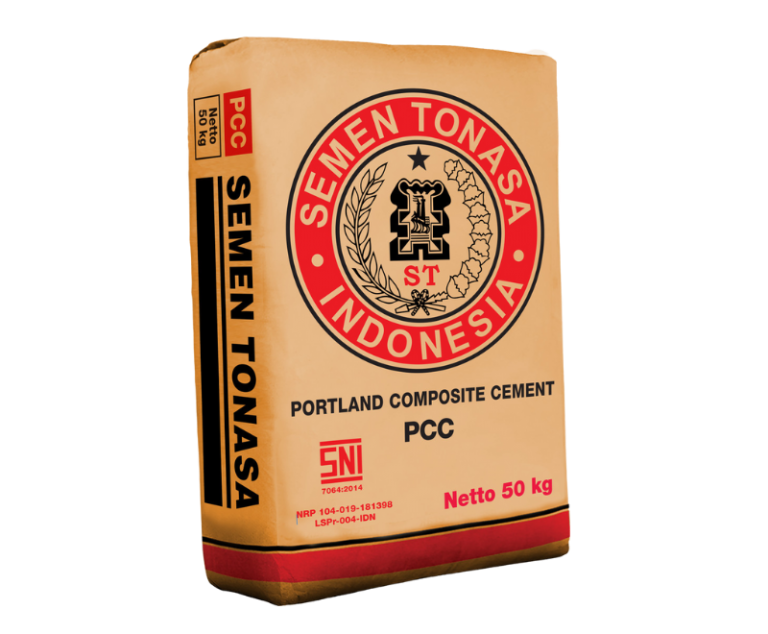 PCC
Netto
50 kg
SEMEN TONASA
SEMEN TONASA
INDONESIA
ST
PORTLAND COMPOSITE CEMENT
PCC
SNI
7064:2014
NRP 104-019-181398
LSPr-004-IDN
Netto 50 kg